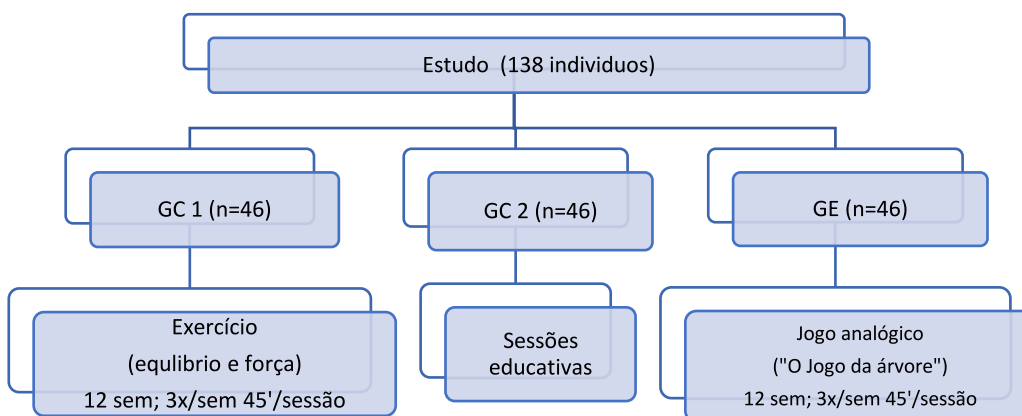 Estudo (138 individuos)
GC 1 (n=46)
GC 2 (n=46)
GE (n=46)
Exercício
(equlibrio e força)
12 sem; 3x/sem 45'/sessão
Sessões
educativas
Jogo analógico
("O Jogo da árvore")
12 sem; 3x/sem 45'/sessão